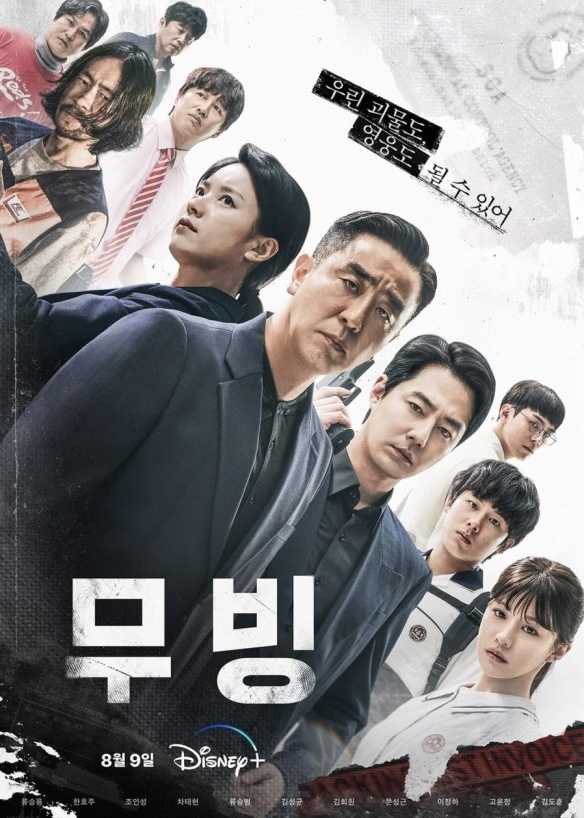 Reds
우린 괴물도,
영웅도 될 수 있어
무빙
8월 9일 Disney+
류승룡 한효주 조인성 차태현 류승범 김성균 김희원 문성근 이정하 고윤정 김도훈